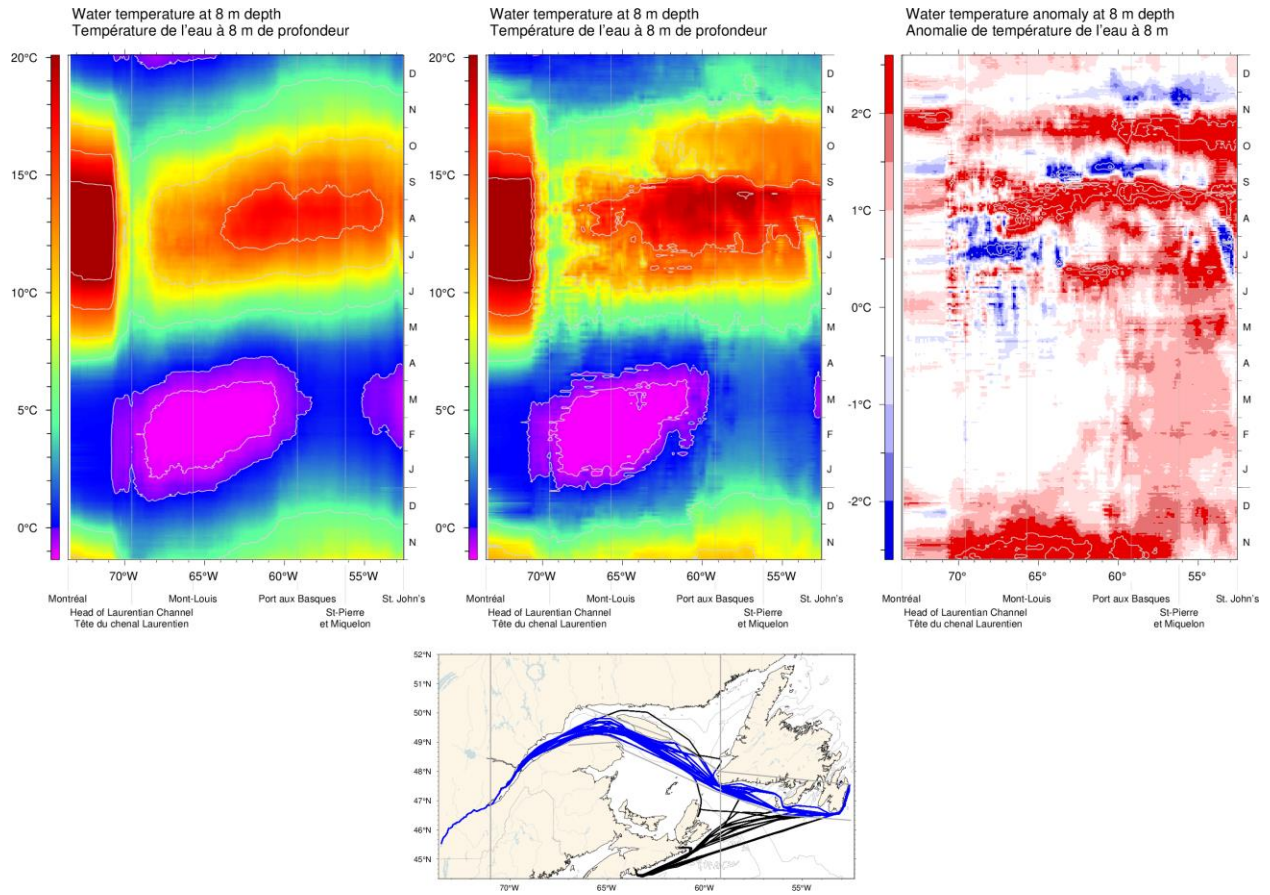 Water temperature at 8 m depth
Température de l'eau à 8 m de profondeur
Water temperature at 8 m depth
Température de l'eau à 8 m de profondeur
Water temperature anomaly at 8 m depth
Anomalie de température de l'eau à 8 m
20°C
15°C
10°C
5°C
0°C
D
N
O
S
A
J
J
M
A
M
F
J
D
N
70°W 65°W 60°W 55°W
Montréal Mont-Louis Port aux Basques St. John's
Head of Laurentian Channel St-Pierre
Tête du chenal Laurentien et Miquelon
20°C
15°C
10°C
5°C
0°C
D
N
O
S
A
J
J
M
A
M
F
J
D
N
70°W 65°W 60°W 55°W
Montréal Mont-Louis Port aux Basques St. John's
Head of Laurentian Channel St-Pierre
Tête du chenal Laurentien et Miquelon
2°C
1°C
0°C
-1°C
-2°C
D
N
O
S
A
J
J
M
A
M
F
J
D
N
70° 65° 60° 55°
Montréal Mont-Louis Port aux Basques St. John's
Head of Laurentian Channel St-Pierre
Tête du chenal Laurentien et Miquelon
52°N
51°N
50°N
49°N
48°N
47°N
46°N
45°N
70°W 65°W 60°W 55°W